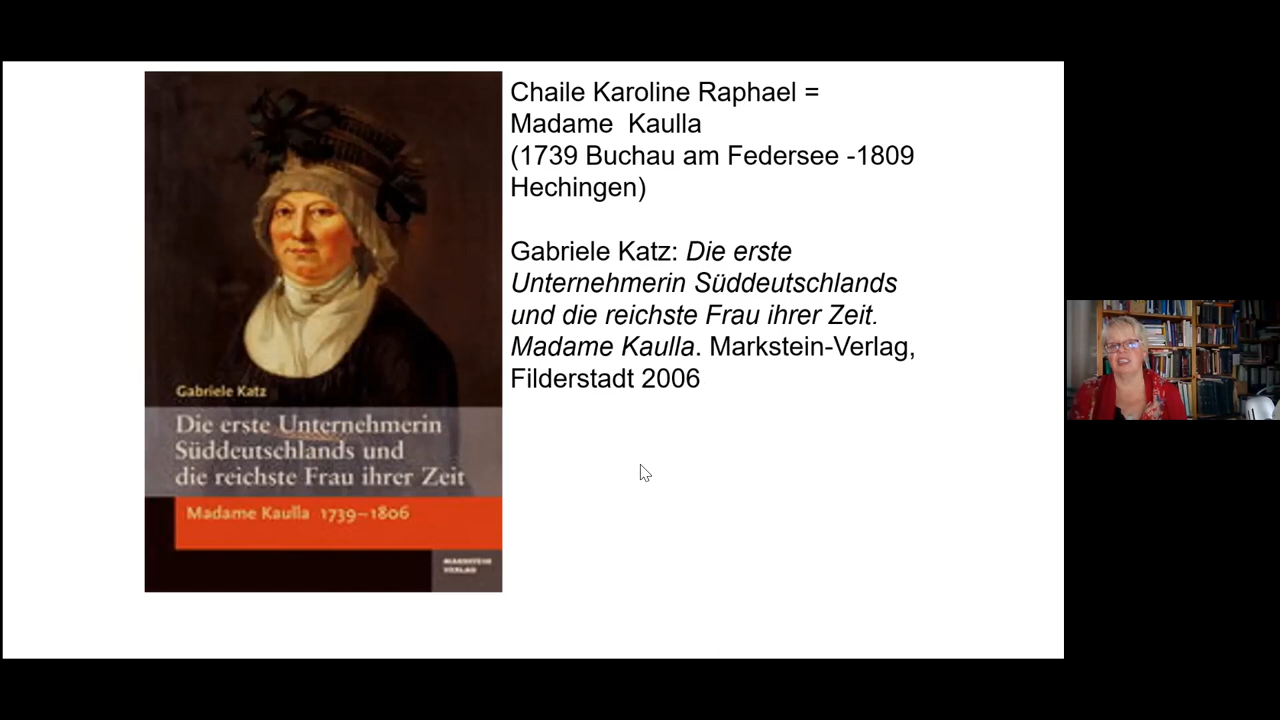 Chaile Karoline Raphael =
Madame Kaulla
(1739 Buchau am Federsee -1809
Hechingen)
Gabriele Katz: Die erste
Unternehmerin Süddeutschlands
und die reichste Frau ihrer Zeit.
Madame Kaulla. Markstein-Verlag,
Filderstadt 2006
Gabriele Katz
Die erste Unternehmerin
Süddeutschlands und
die reichste Frau ihrer Zeit
Madame Kaulla 1739–1806
MARKSTEIN
VERLAG